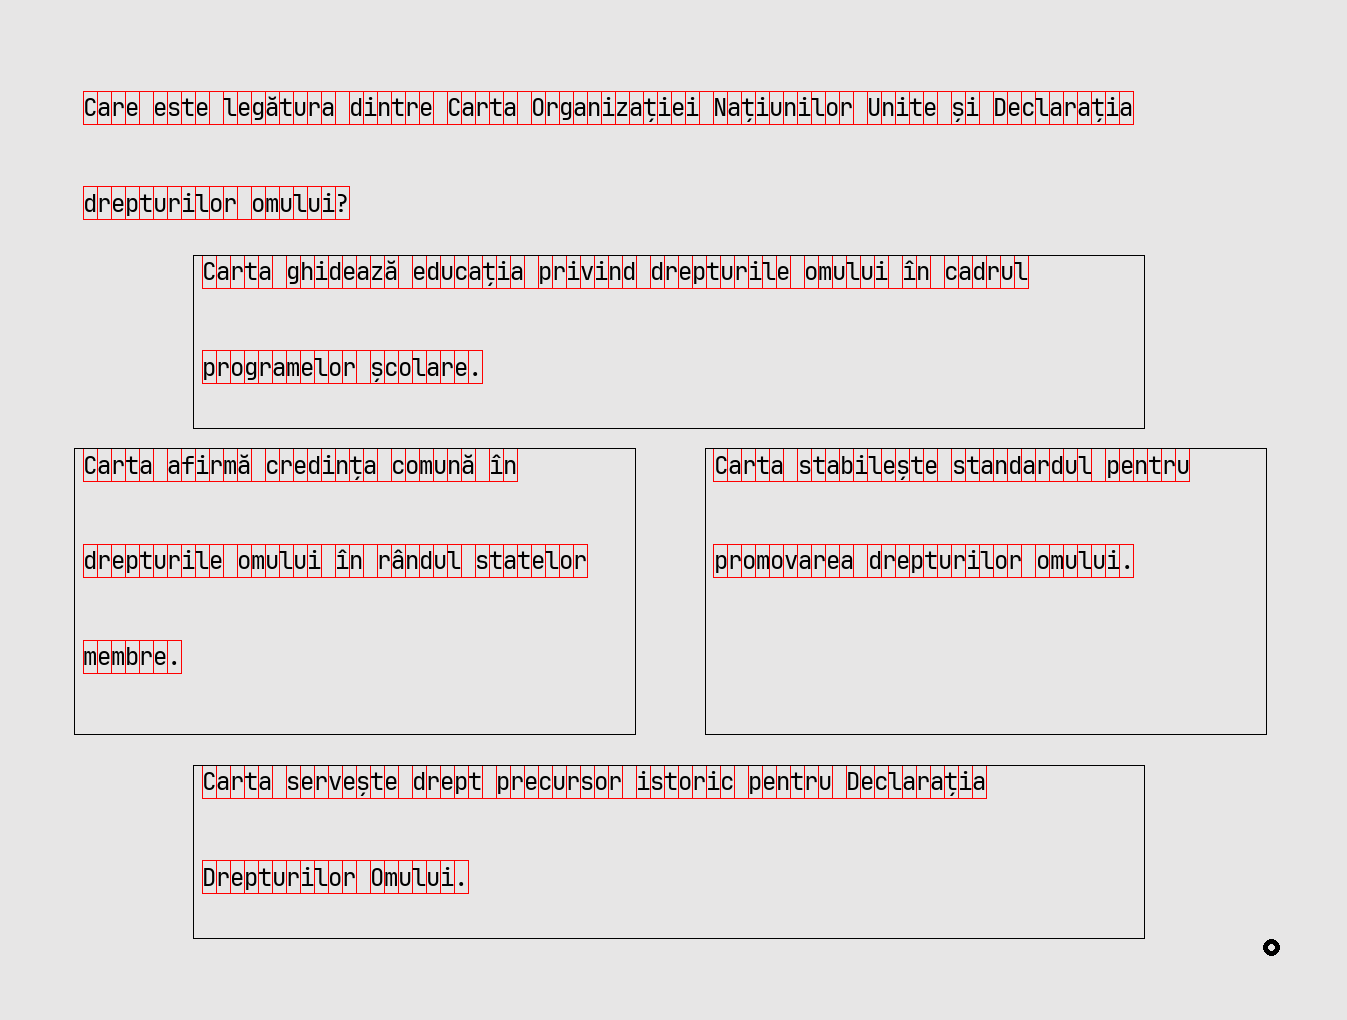 Care este legătura dintre Carta Organizației Națiunilor Unite și Declarația
drepturilor omului?
Carta ghidează educația privind drepturile omului în cadrul
programelor școlare.
Carta afirmă credința comună în
drepturile omului în rândul statelor
membre.
Carta stabilește standardul pentru
promovarea drepturilor omului.
Carta servește drept precursor istoric pentru Declarația
Drepturilor Omului.